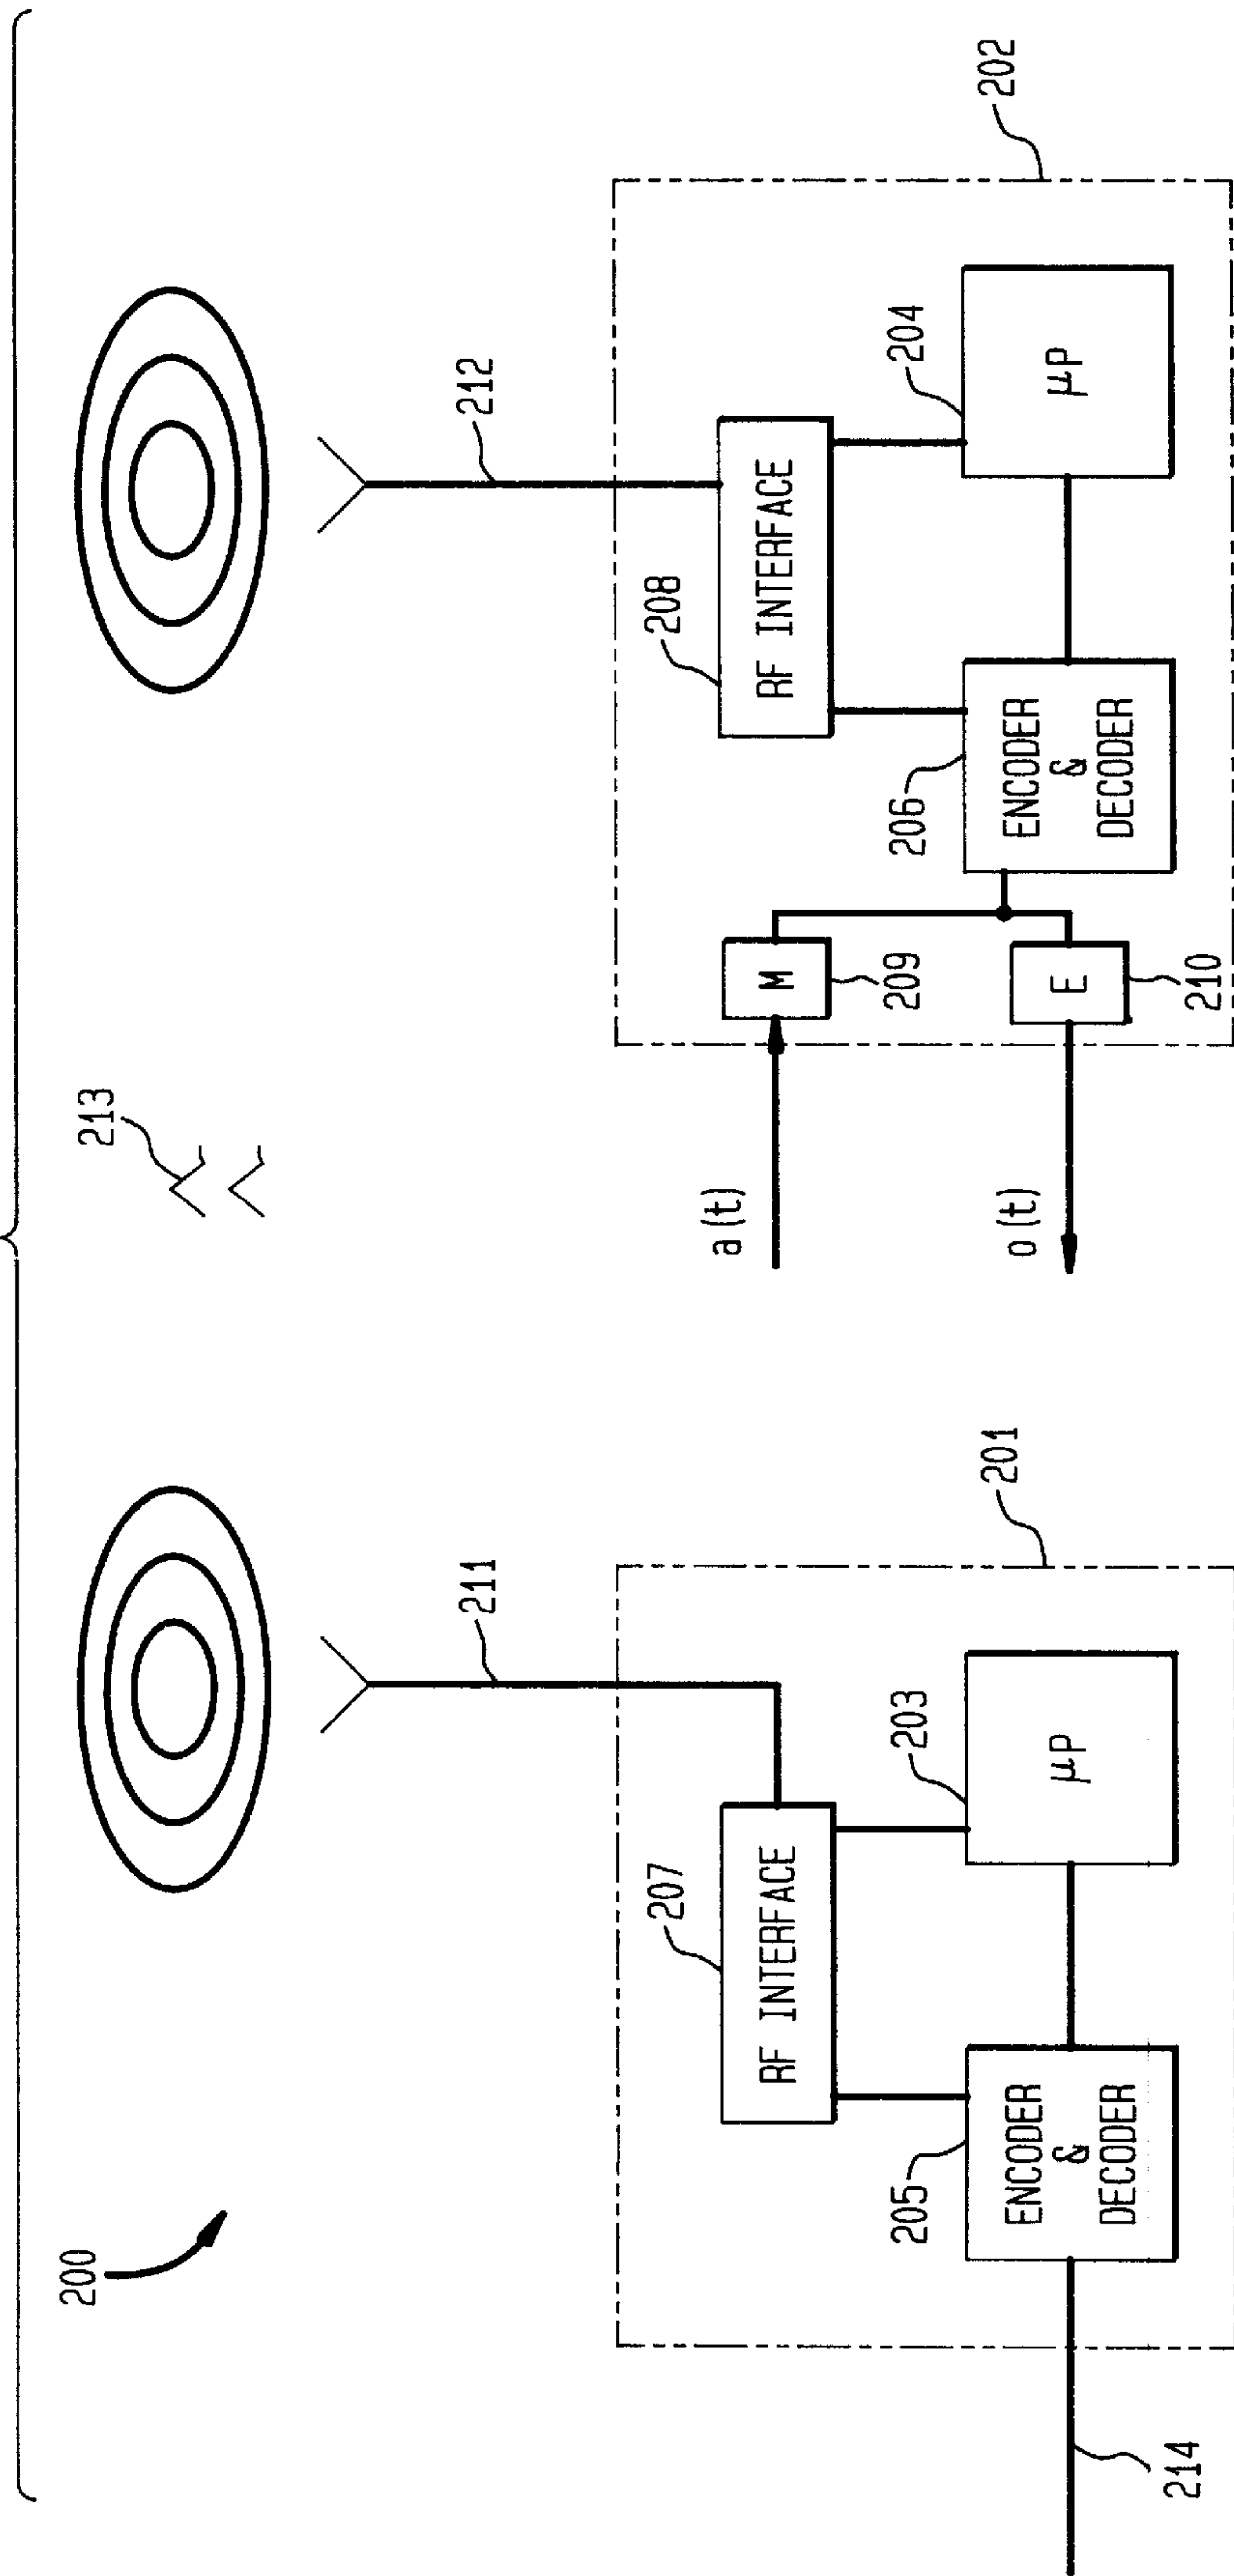 200
213
211
212
207
RF INTERFACE
208
RF INTERFACE
203
μP
204
μP
205
ENCODER
&
DECODER
206
ENCODER
&
DECODER
a(t)
M
209
o(t)
E
210
214
201
202